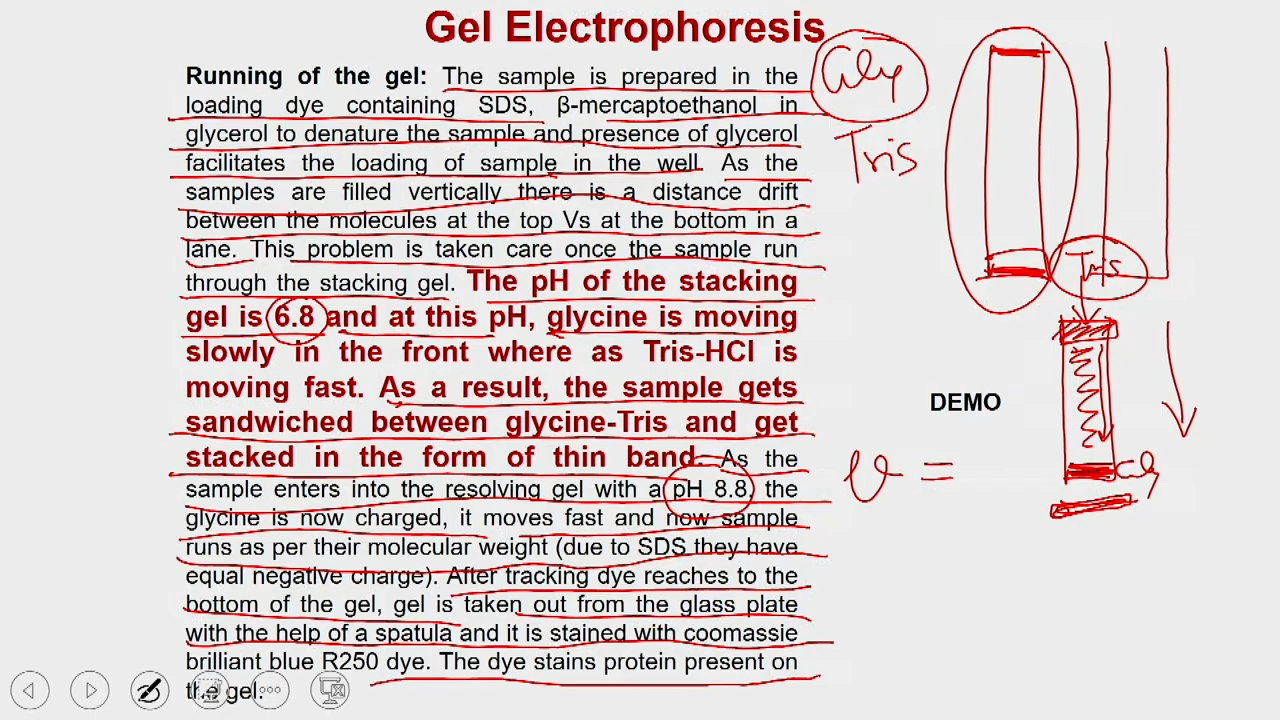 Gel Electrophoresis
Running of the gel: The sample is prepared in the
loading dye containing SDS, β-mercaptoethanol in
glycerol to denature the sample and presence of glycerol
facilitates the loading of sample in the well. As the
samples are filled vertically there is a distance drift
between the molecules at the top Vs at the bottom in a
lane. This problem is taken care once the sample run
through the stacking gel. The pH of the stacking
gel is 6.8 and at this pH, glycine is moving
slowly in the front where as Tris-HCl is
moving fast. As a result, the sample gets
sandwiched between glycine-Tris and get
stacked in the form of thin band. As the
sample enters into the resolving gel with a pH 8.8, the
glycine is now charged, it moves fast and now sample
runs as per their molecular weight (due to SDS they have
equal negative charge). After tracking dye reaches to the
bottom of the gel, gel is taken out from the glass plate
with the help of a spatula and it is stained with coomassie
brilliant blue R250 dye. The dye stains protein present on
the gel.
Gly
Tris
Tris
DEMO
v =